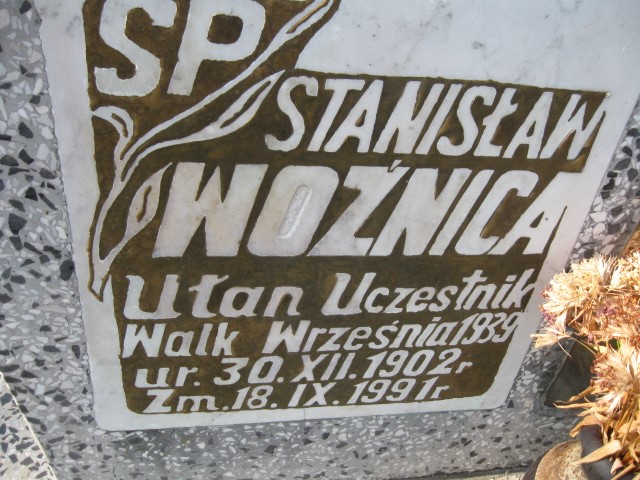 SP
STANISŁAW
WOŹNICA
Ułan Uczestnik
Walk Września 1939
ur. 30. XII. 1902r
Zm. 18. IX. 1991r